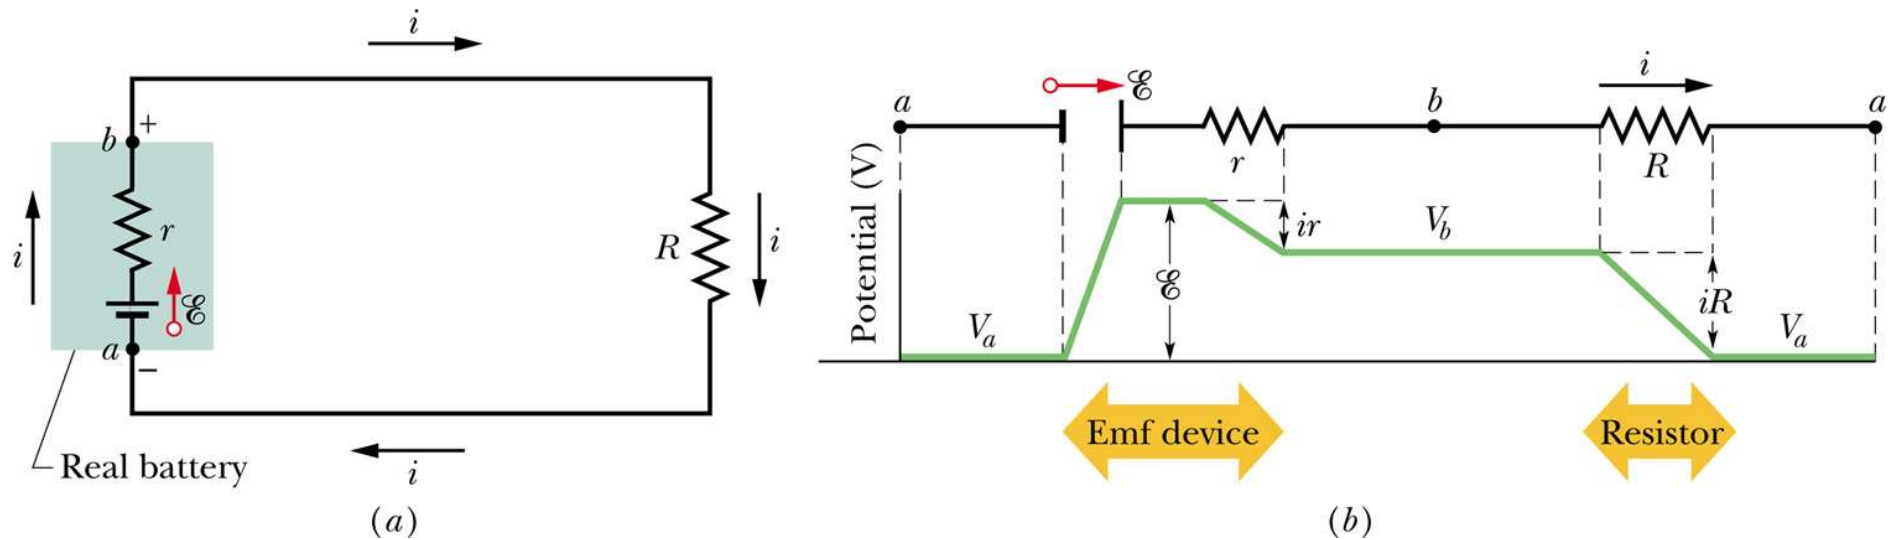 i
b
+
i
r
ℰ
a
−
R
i
i
Real battery
(a)
ℰ
i
a
b
a
r
R
Potential (V)
ir
V_b
ℰ
iR
V_a
V_a
Emf device
Resistor
(b)